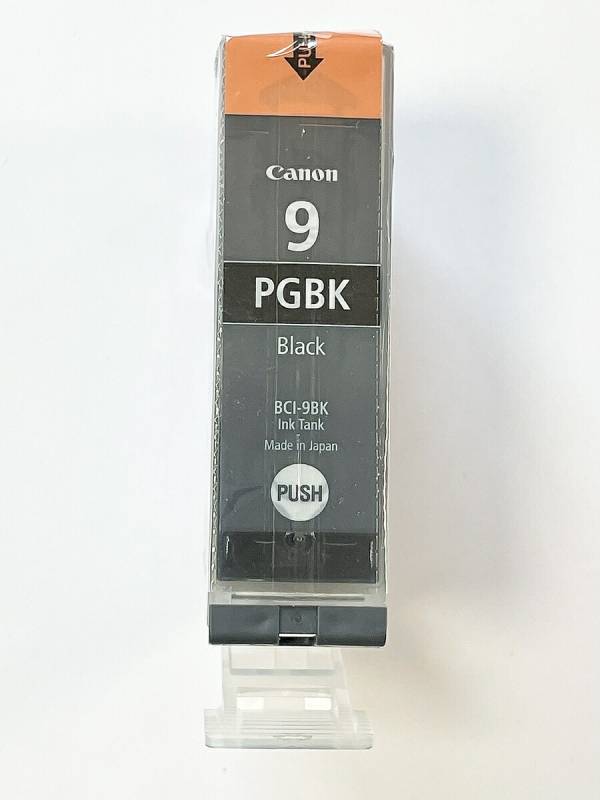 PUSH
Canon
9
PGBK
Black
BCI-9BK
Ink Tank
Made in Japan
PUSH